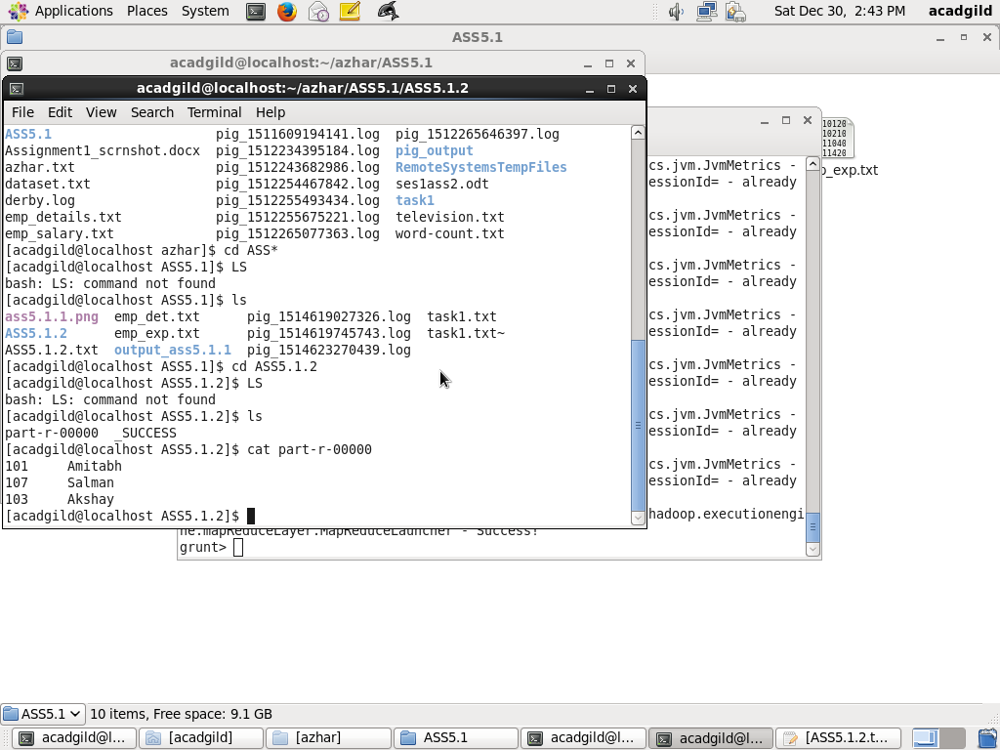 Applications Places System Sat Dec 30, 2:43 PM acadgild
ASS5.1
acadgild@localhost:~/azhar/ASS5.1
acadgild@localhost:~/azhar/ASS5.1/ASS5.1.2
File Edit View Search Terminal Help
ASS5.1 pig_1511609194141.log pig_1512265646397.log
Assignment1_scrnshot.docx pig_1512234395184.log pig_output
azhar.txt pig_1512243682986.log RemoteSystemsTempFiles
dataset.txt pig_1512254467842.log ses1ass2.odt
derby.log pig_1512255493434.log task1
emp_details.txt pig_1512255675221.log television.txt
emp_salary.txt pig_1512265077363.log word-count.txt
[acadgild@localhost azhar]$ cd ASS*
[acadgild@localhost ASS5.1]$ LS
bash: LS: command not found
[acadgild@localhost ASS5.1]$ ls
ass5.1.1.png emp_det.txt pig_1514619027326.log task1.txt
ASS5.1.2 emp_exp.txt pig_1514619745743.log task1.txt~
ASS5.1.2.txt output_ass5.1.1 pig_1514623270439.log
[acadgild@localhost ASS5.1]$ cd ASS5.1.2
[acadgild@localhost ASS5.1.2]$ LS
bash: LS: command not found
[acadgild@localhost ASS5.1.2]$ ls
part-r-00000 _SUCCESS
[acadgild@localhost ASS5.1.2]$ cat part-r-00000
101 Amitabh
107 Salman
103 Akshay
[acadgild@localhost ASS5.1.2]$
10120
10210
11040
11420
p_exp.txt
cs.jvm.JvmMetrics -
essionId= - already
cs.jvm.JvmMetrics -
essionId= - already
cs.jvm.JvmMetrics -
essionId= - already
cs.jvm.JvmMetrics -
essionId= - already
cs.jvm.JvmMetrics -
essionId= - already
cs.jvm.JvmMetrics -
essionId= - already
cs.jvm.JvmMetrics -
essionId= - already
hadoop.executionengi
ne.mapReduceLayer.MapReduceLauncher - Success!
grunt>
ASS5.1 10 items, Free space: 9.1 GB
acadgild@l... [acadgild] [azhar] ASS5.1 acadgild@l... acadgild@l... [ASS5.1.2.t...